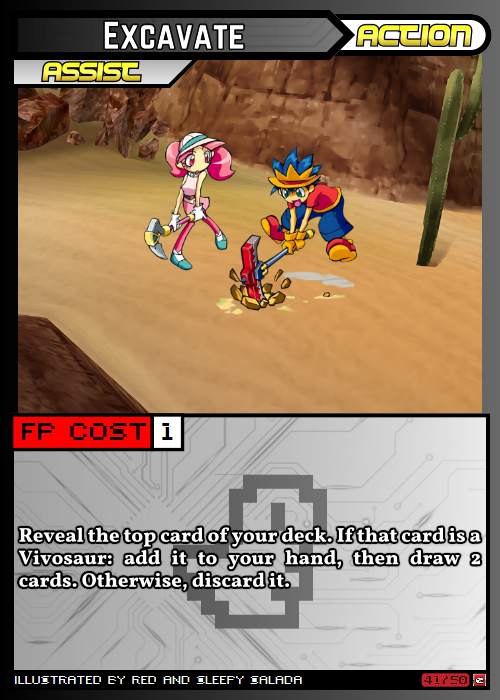 EXCAVATE
ACTION
ASSIST
FP COST 1
Reveal the top card of your deck. If that card is a
Vivosaur: add it to your hand, then draw 2
cards. Otherwise, discard it.
ILLUSTRATED BY RED AND SLEEPY SALADA 41/50